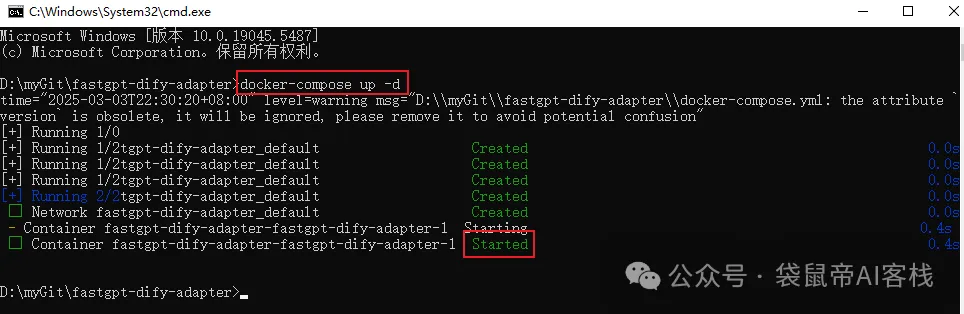 C:\Windows\System32\cmd.exe
Microsoft Windows [版本 10.0.19045.5487]
(c) Microsoft Corporation。保留所有权利。
D:\myGit\fastgpt-dify-adapter>docker-compose up -d
time="2025-03-03T22:30:20+08:00" level=warning msg="D:\\myGit\\fastgpt-dify-adapter\\docker-compose.yml: the attribute `
version` is obsolete, it will be ignored, please remove it to avoid potential confusion"
[+] Running 1/0
[+] Running 1/2tgpt-dify-adapter_default Created 0.0s
[+] Running 1/2tgpt-dify-adapter_default Created 0.0s
[+] Running 1/2tgpt-dify-adapter_default Created 0.0s
[+] Running 2/2tgpt-dify-adapter_default Created 0.0s
Network fastgpt-dify-adapter_default Created 0.0s
- Container fastgpt-dify-adapter-fastgpt-dify-adapter-1 Starting 0.4s
Container fastgpt-dify-adapter-fastgpt-dify-adapter-1 Started 0.4s
公众号 · 袋鼠帝AI客栈
D:\myGit\fastgpt-dify-adapter>